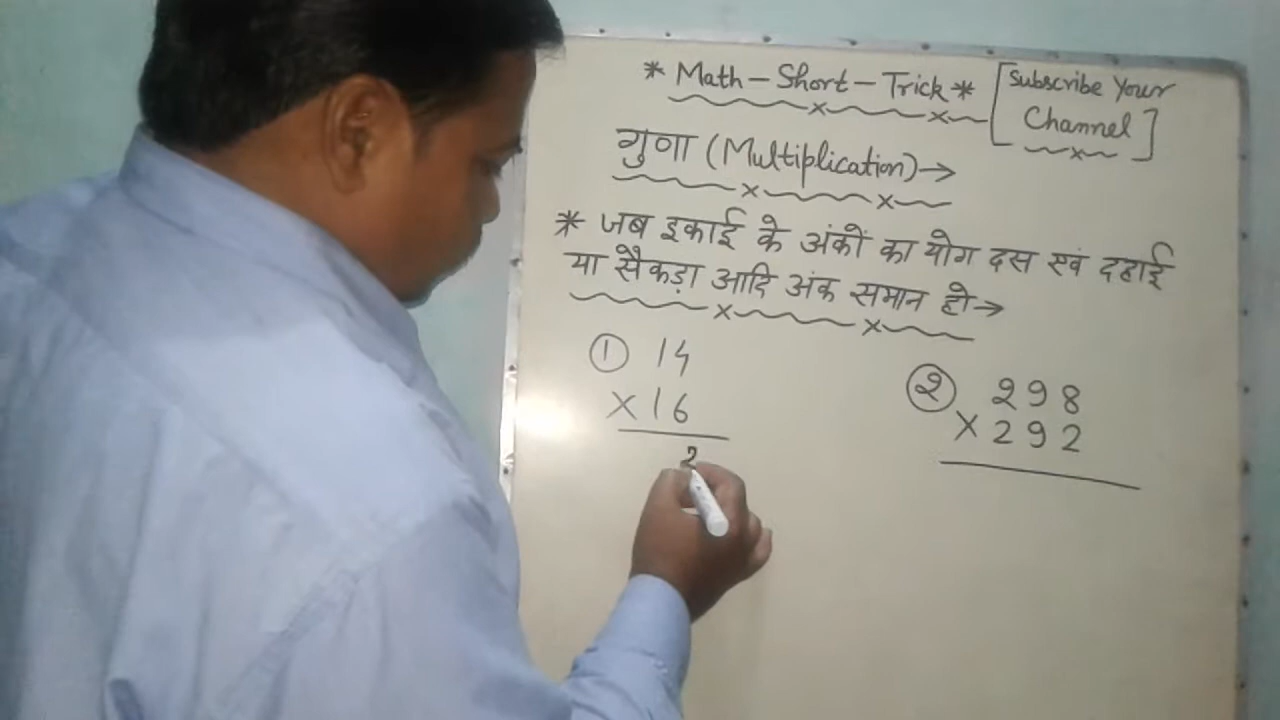 * Math-Short-Trick * [Subscribe Your
Channel]
गुणा (Multiplication)→
* जब इकाई के अंकों का योग दस एवं दहाई
या सैकड़ा आदि अंक समान हो→
① 14
× 16
2
② 298
× 292